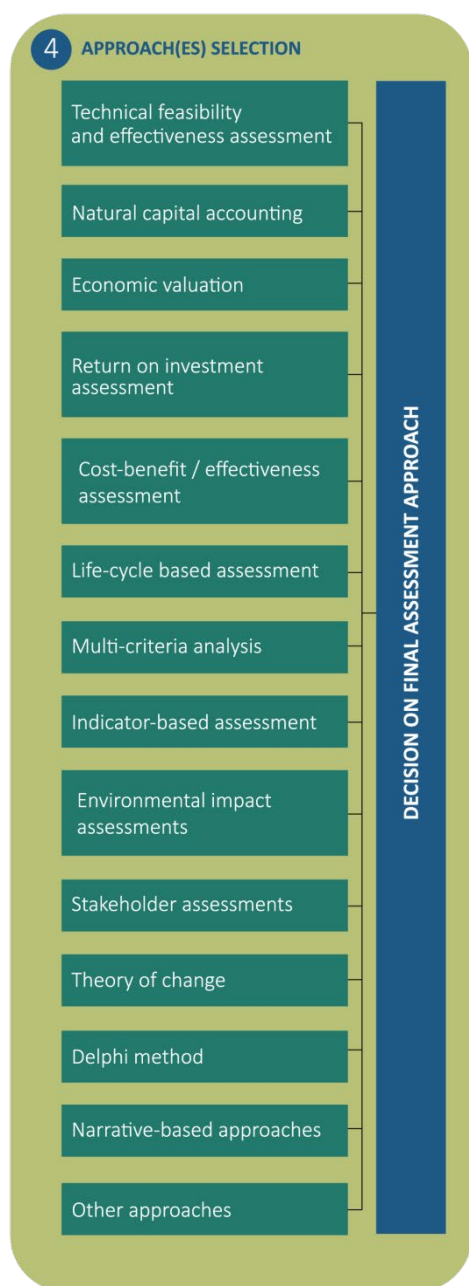 4 APPROACH(ES) SELECTION
Technical feasibility
and effectiveness assessment
Natural capital accounting
Economic valuation
Return on investment
assessment
Cost-benefit / effectiveness
assessment
Life-cycle based assessment
Multi-criteria analysis
Indicator-based assessment
Environmental impact
assessments
Stakeholder assessments
Theory of change
Delphi method
Narrative-based approaches
Other approaches
DECISION ON FINAL ASSESSMENT APPROACH